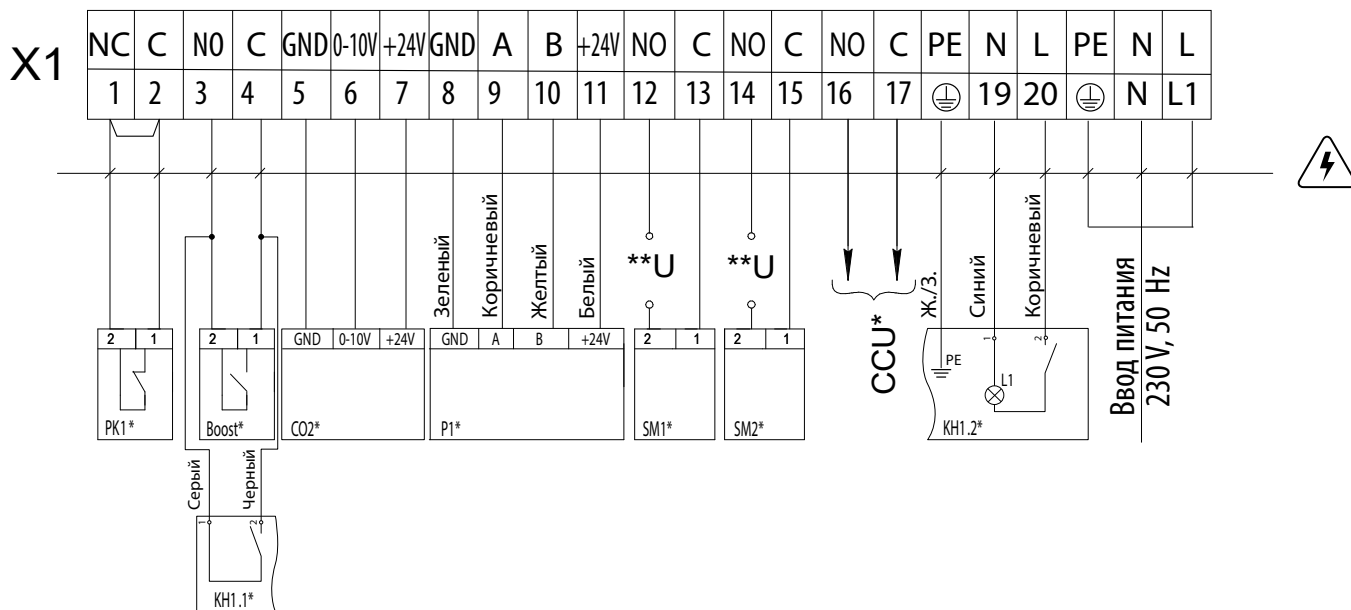 X1
NC C NO C GND 0-10V +24V GND A B +24V NO C NO C NO C PE N L PE N L
1 2 3 4 5 6 7 8 9 10 11 12 13 14 15 16 17 19 20 N L1
Зеленый
Коричневый
Желтый
Белый
**U
**U
CCU*
Ж./З.
Синий
Коричневый
Ввод питания
230 V, 50 Hz
2 1
PK1*
2 1
Boost*
GND 0-10V +24V
CO2*
GND A B +24V
P1*
2 1
SM1*
2 1
SM2*
1 2
PE
L1
KH1.2*
Серый
Черный
1 2
KH1.1*